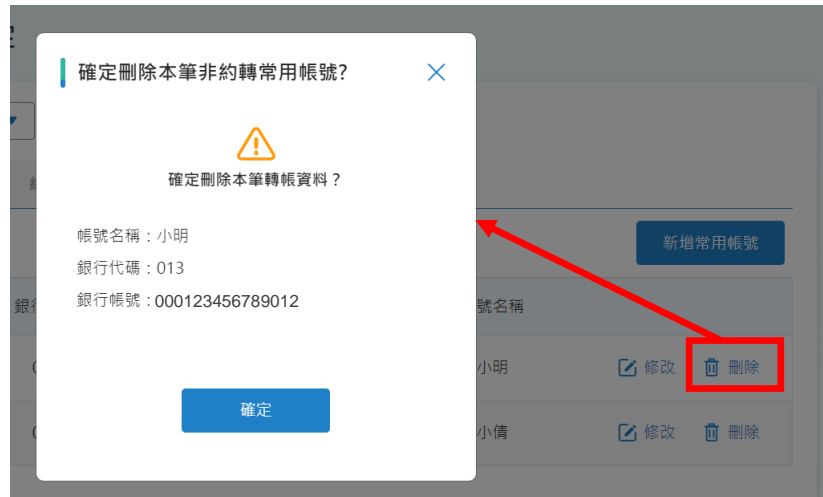 確定刪除本筆非約轉常用帳號?
確定刪除本筆轉帳資料？
帳號名稱：小明
銀行代碼：013
銀行帳號：000123456789012
確定
新增常用帳號
號名稱
小明 修改 刪除
小倩 修改 刪除